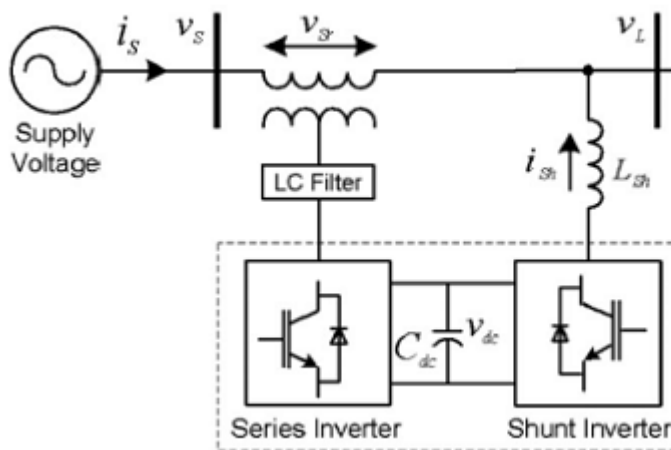 i_S
v_S
v_Sr
v_L
Supply
Voltage
LC Filter
i_Sh
L_Sh
C_dc
v_dc
Series Inverter
Shunt Inverter